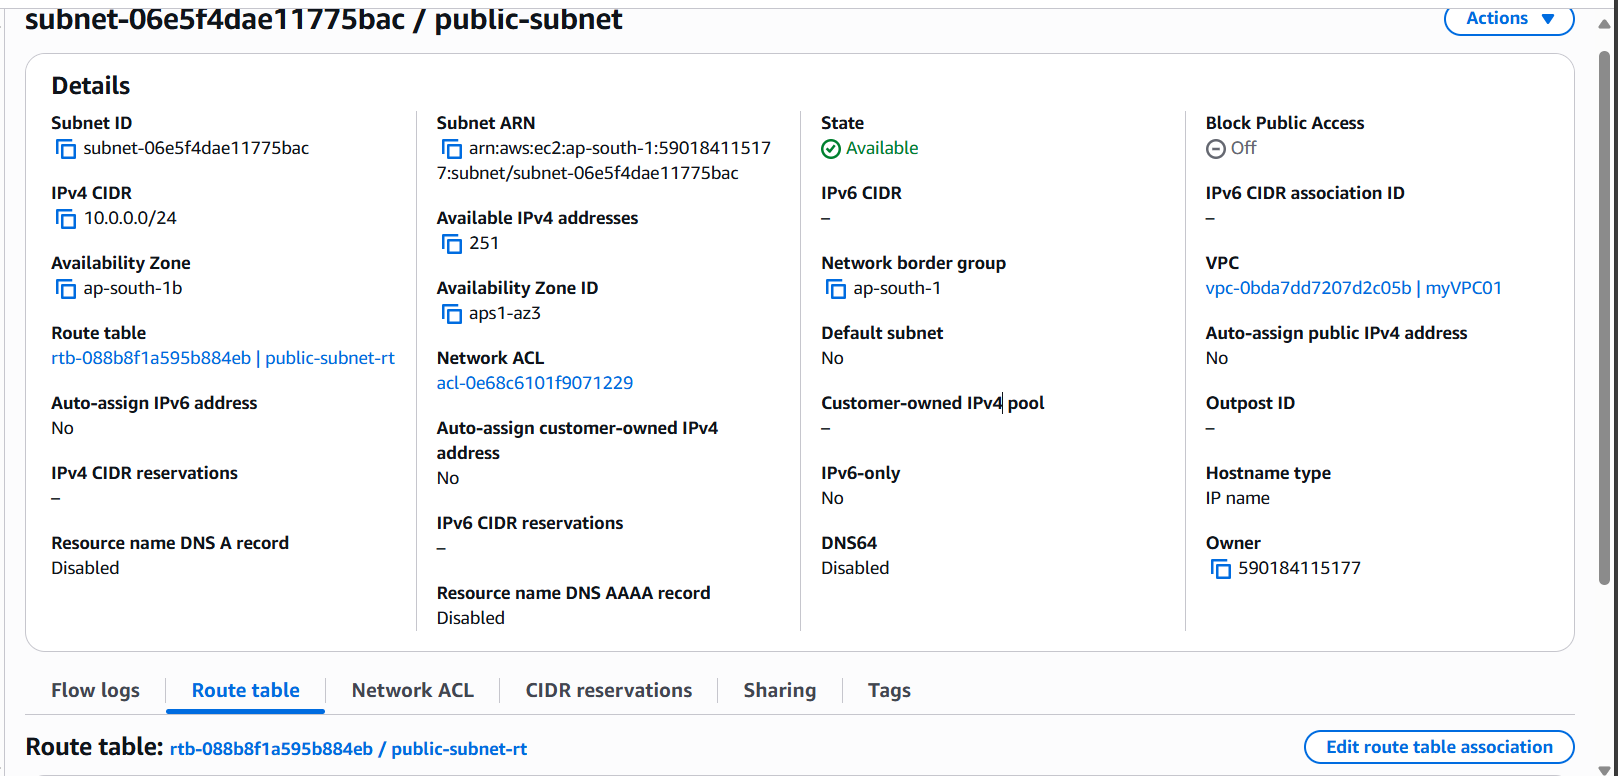 subnet-06e5f4dae11775bac / public-subnet
Actions
Details
Subnet ID
subnet-06e5f4dae11775bac
IPv4 CIDR
10.0.0.0/24
Availability Zone
ap-south-1b
Route table
rtb-088b8f1a595b884eb | public-subnet-rt
Auto-assign IPv6 address
No
IPv4 CIDR reservations
–
Resource name DNS A record
Disabled
Subnet ARN
arn:aws:ec2:ap-south-1:59018411517
7:subnet/subnet-06e5f4dae11775bac
Available IPv4 addresses
251
Availability Zone ID
aps1-az3
Network ACL
acl-0e68c6101f9071229
Auto-assign customer-owned IPv4
address
No
IPv6 CIDR reservations
–
Resource name DNS AAAA record
Disabled
State
Available
IPv6 CIDR
–
Network border group
ap-south-1
Default subnet
No
Customer-owned IPv4 pool
–
IPv6-only
No
DNS64
Disabled
Block Public Access
Off
IPv6 CIDR association ID
–
VPC
vpc-0bda7dd7207d2c05b | myVPC01
Auto-assign public IPv4 address
No
Outpost ID
–
Hostname type
IP name
Owner
590184115177
Flow logs
Route table
Network ACL
CIDR reservations
Sharing
Tags
Route table: rtb-088b8f1a595b884eb / public-subnet-rt
Edit route table association